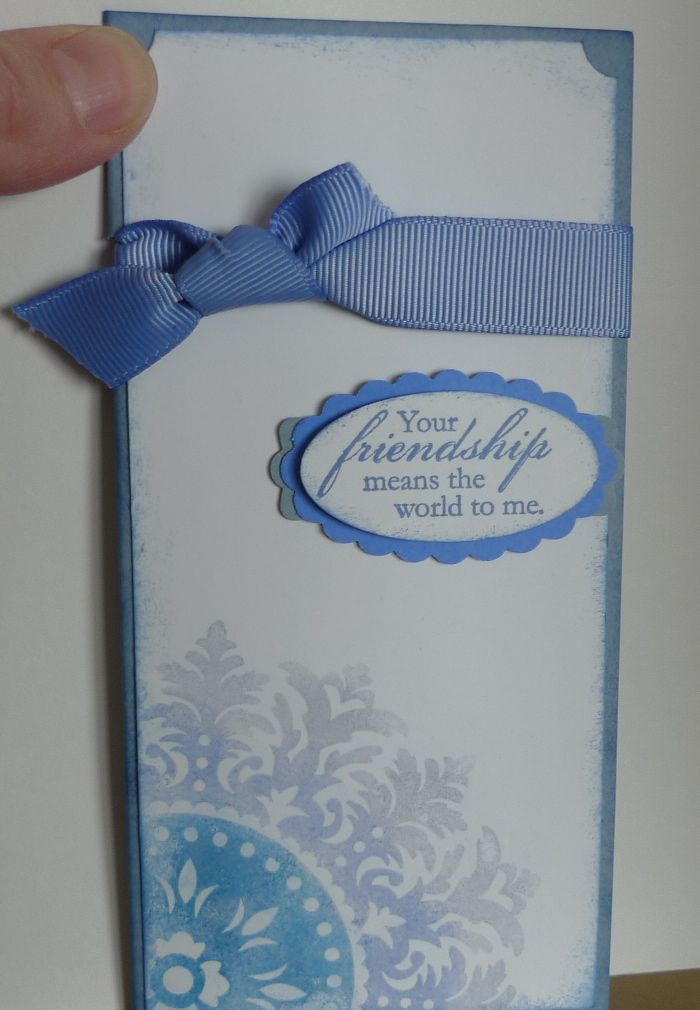 Your
friendship
means the
world to me.